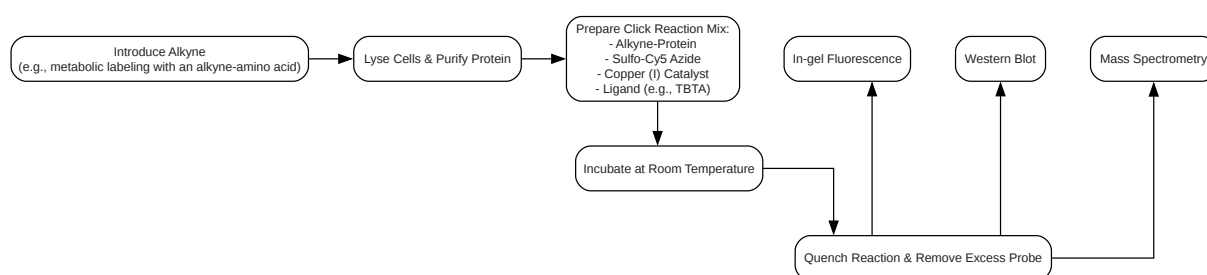 Introduce Alkyne
(e.g., metabolic labeling with an alkyne-amino acid)
Lyse Cells & Purify Protein
Prepare Click Reaction Mix:
- Alkyne-Protein
- Sulfo-Cy5 Azide
- Copper (I) Catalyst
- Ligand (e.g., TBTA)
In-gel Fluorescence
Western Blot
Mass Spectrometry
Incubate at Room Temperature
Quench Reaction & Remove Excess Probe